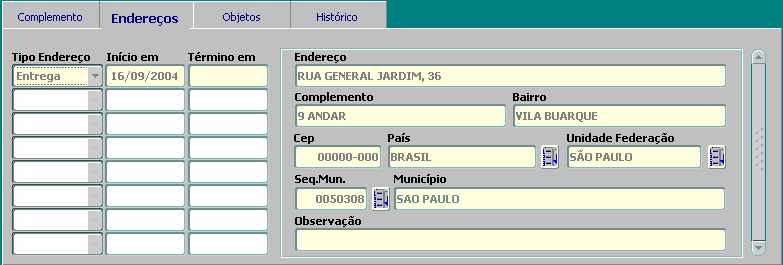 Complemento Endereços Objetos Histórico
Tipo Endereço Início em Término em Endereço
Entrega 16/09/2004 RUA GENERAL JARDIM, 36
Complemento Bairro
9 ANDAR VILA BUARQUE
Cep País Unidade Federação
00000-000 BRASIL SÃO PAULO
Seq.Mun. Município
0050308 SAO PAULO
Observação